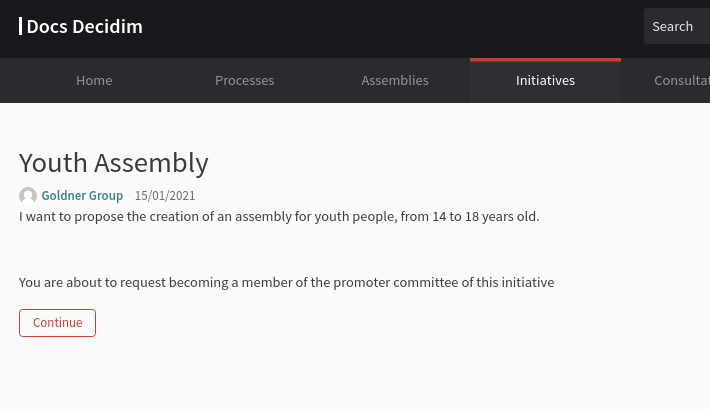 Docs Decidim
Search
Home Processes Assemblies Initiatives
Youth Assembly
Goldner Group 15/01/2021
I want to propose the creation of an assembly for youth people, from 14 to 18 years old.
You are about to request becoming a member of the promoter committee of this initiative
Continue